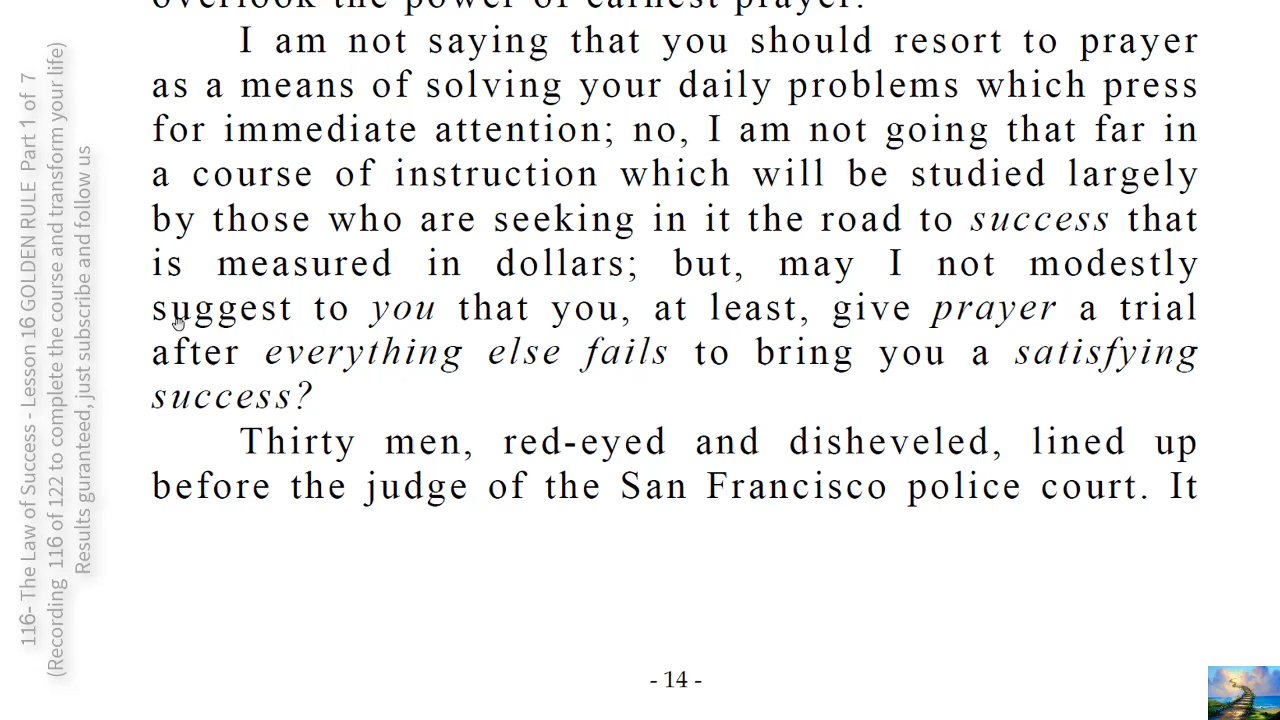 overlook the power of earnest prayer.
I am not saying that you should resort to prayer
as a means of solving your daily problems which press
for immediate attention; no, I am not going that far in
a course of instruction which will be studied largely
by those who are seeking in it the road to success that
is measured in dollars; but, may I not modestly
suggest to you that you, at least, give prayer a trial
after everything else fails to bring you a satisfying
success?
Thirty men, red-eyed and disheveled, lined up
before the judge of the San Francisco police court. It
- 14 -
116- The Law of Success - Lesson 16 GOLDEN RULE Part 1 of 7
(Recording 116 of 122 to complete the course and transform your life)
Results guranteed, just subscribe and follow us